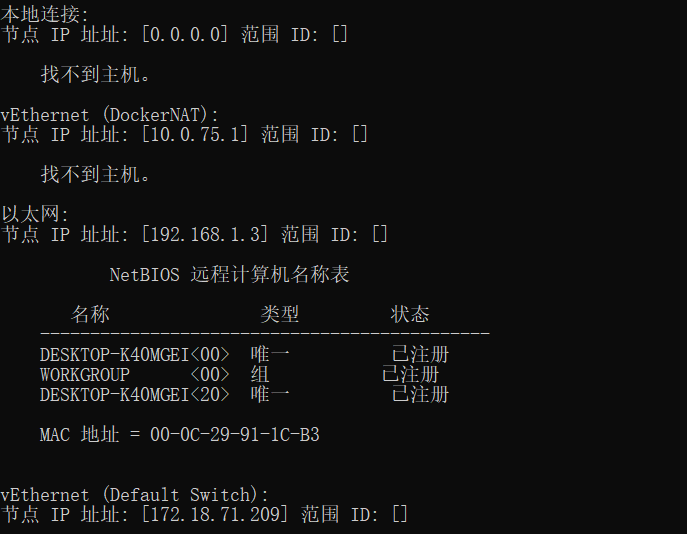 本地连接:
节点 IP 址址: [0.0.0.0] 范围 ID: []
找不到主机。
vEthernet (DockerNAT):
节点 IP 址址: [10.0.75.1] 范围 ID: []
找不到主机。
以太网:
节点 IP 址址: [192.168.1.3] 范围 ID: []
NetBIOS 远程计算机名称表
名称 类型 状态
---------------------------------------------
DESKTOP-K40MGEI<00> 唯一 已注册
WORKGROUP <00> 组 已注册
DESKTOP-K40MGEI<20> 唯一 已注册
MAC 地址 = 00-0C-29-91-1C-B3
vEthernet (Default Switch):
节点 IP 址址: [172.18.71.209] 范围 ID: []